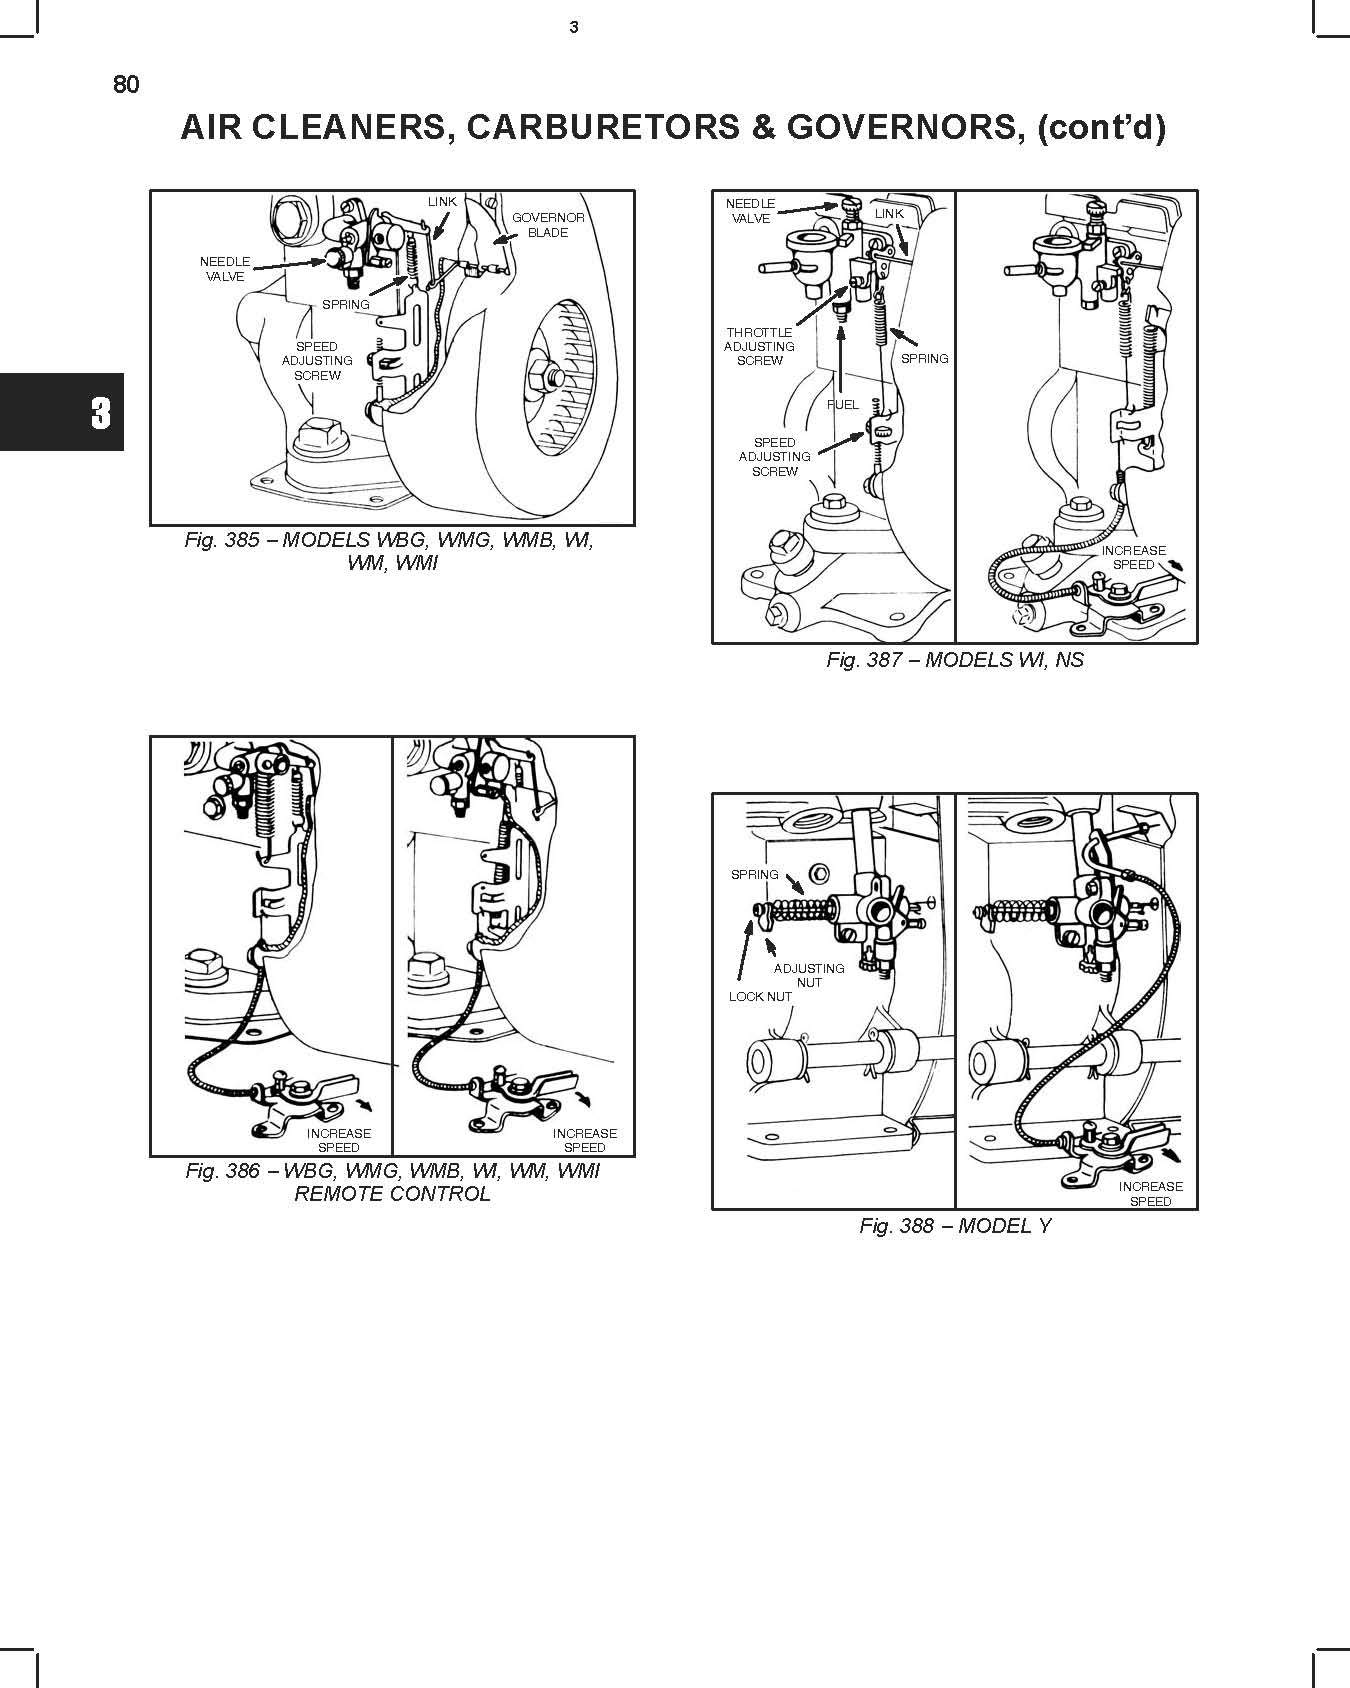 3
80
AIR CLEANERS, CARBURETORS & GOVERNORS, (cont’d)
3
LINK
GOVERNOR
BLADE
NEEDLE
VALVE
SPRING
SPEED
ADJUSTING
SCREW
Fig. 385 – MODELS WBG, WMG, WMB, WI,
WM, WMI
INCREASE
SPEED
INCREASE
SPEED
Fig. 386 – WBG, WMG, WMB, WI, WM, WMI
REMOTE CONTROL
NEEDLE
VALVE
LINK
THROTTLE
ADJUSTING
SCREW
SPRING
FUEL
SPEED
ADJUSTING
SCREW
INCREASE
SPEED
Fig. 387 – MODELS WI, NS
SPRING
ADJUSTING
NUT
LOCK NUT
INCREASE
SPEED
Fig. 388 – MODEL Y